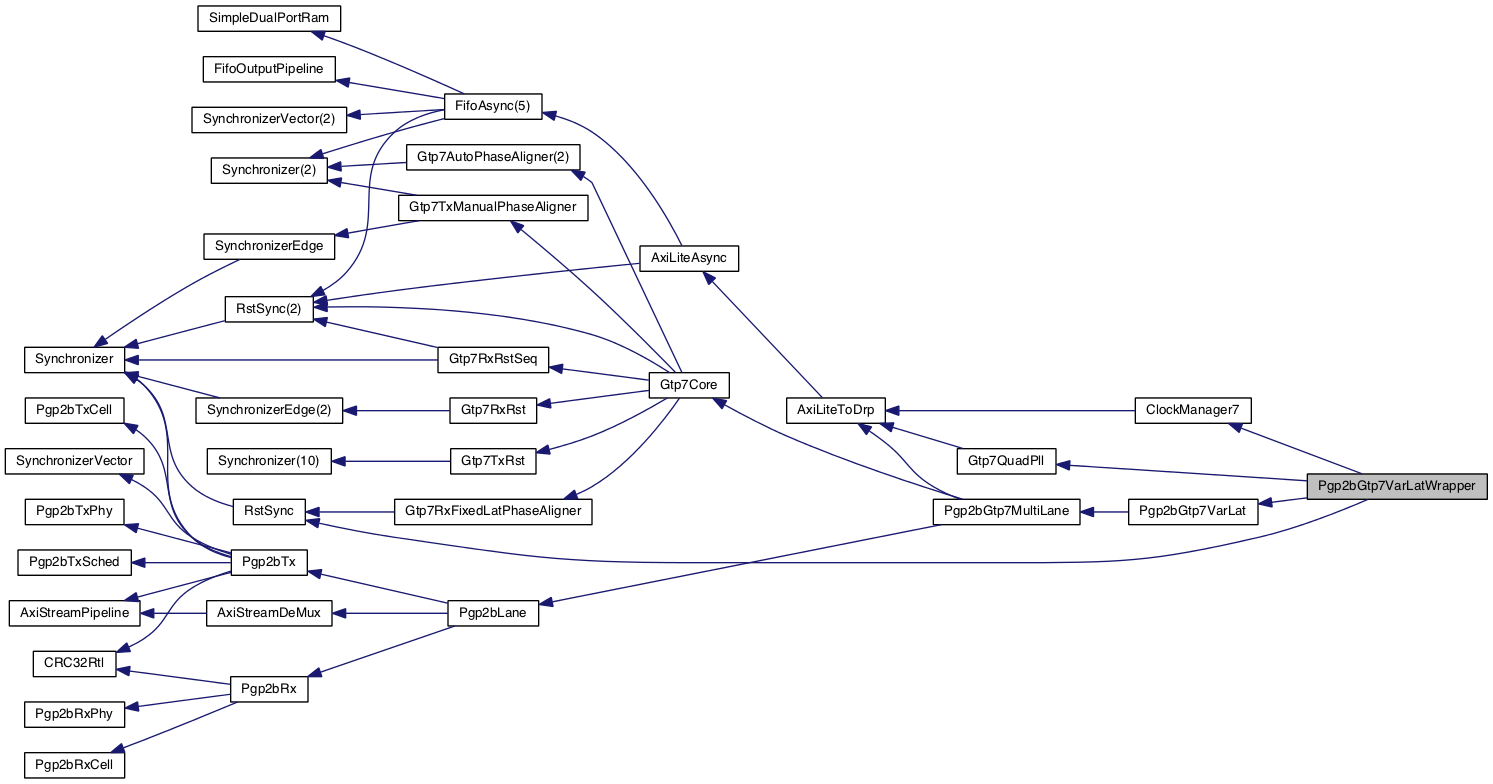 SimpleDualPortRam
FifoOutputPipeline
FifoAsync(5)
SynchronizerVector(2)
Gtp7AutoPhaseAligner(2)
Synchronizer(2)
Gtp7TxManualPhaseAligner
SynchronizerEdge
AxiLiteAsync
RstSync(2)
Synchronizer
Gtp7RxRstSeq
Gtp7Core
Pgp2bTxCell
SynchronizerEdge(2)
Gtp7RxRst
AxiLiteToDrp
ClockManager7
SynchronizerVector
Synchronizer(10)
Gtp7TxRst
Gtp7QuadPll
Pgp2bGtp7VarLatWrapper
Pgp2bTxPhy
RstSync
Gtp7RxFixedLatPhaseAligner
Pgp2bGtp7MultiLane
Pgp2bGtp7VarLat
Pgp2bTxSched
Pgp2bTx
AxiStreamPipeline
AxiStreamDeMux
Pgp2bLane
CRC32Rtl
Pgp2bRx
Pgp2bRxPhy
Pgp2bRxCell